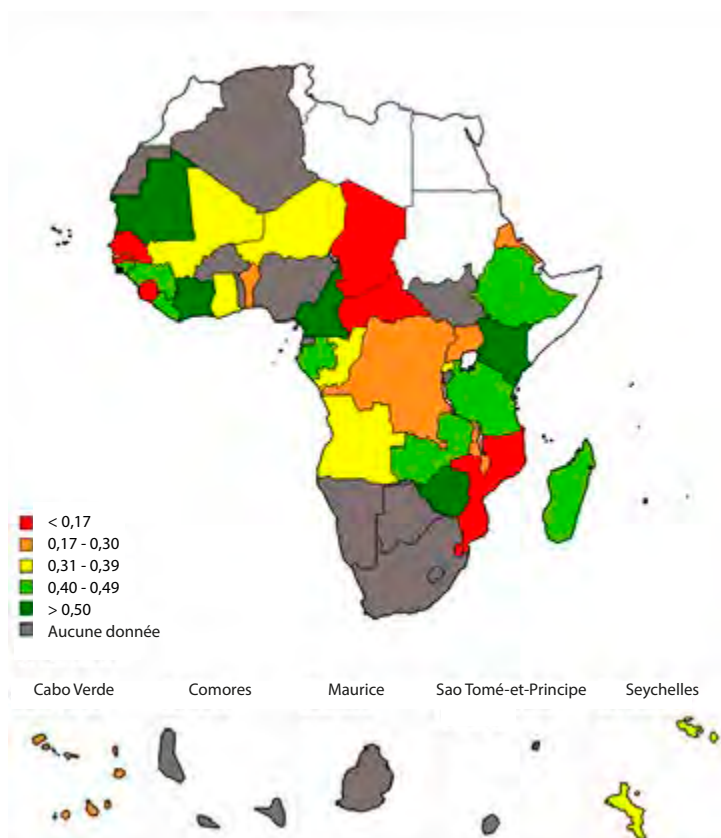 < 0,17
0,17 - 0,30
0,31 - 0,39
0,40 - 0,49
> 0,50
Aucune donnée
Cabo Verde Comores Maurice Sao Tomé-et-Principe Seychelles